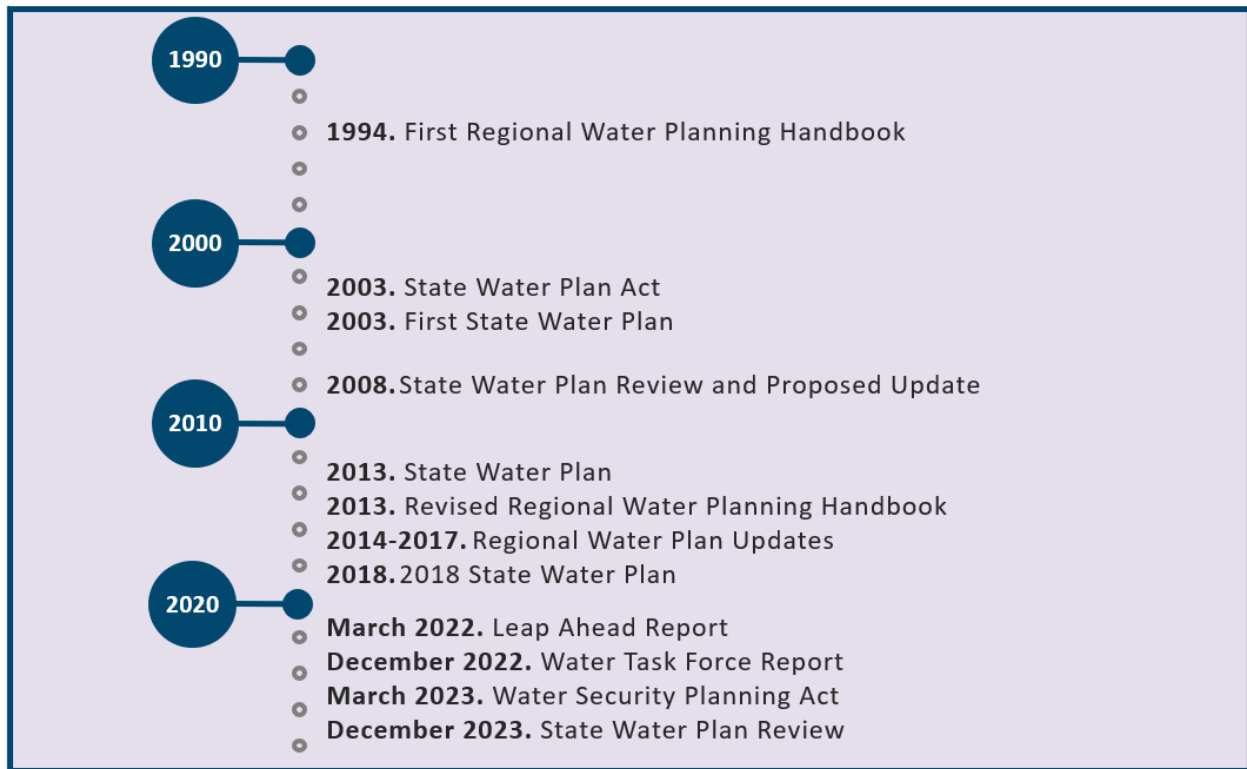 1990
1994. First Regional Water Planning Handbook
2000
2003. State Water Plan Act
2003. First State Water Plan
2008. State Water Plan Review and Proposed Update
2010
2013. State Water Plan
2013. Revised Regional Water Planning Handbook
2014-2017. Regional Water Plan Updates
2018. 2018 State Water Plan
2020
March 2022. Leap Ahead Report
December 2022. Water Task Force Report
March 2023. Water Security Planning Act
December 2023. State Water Plan Review